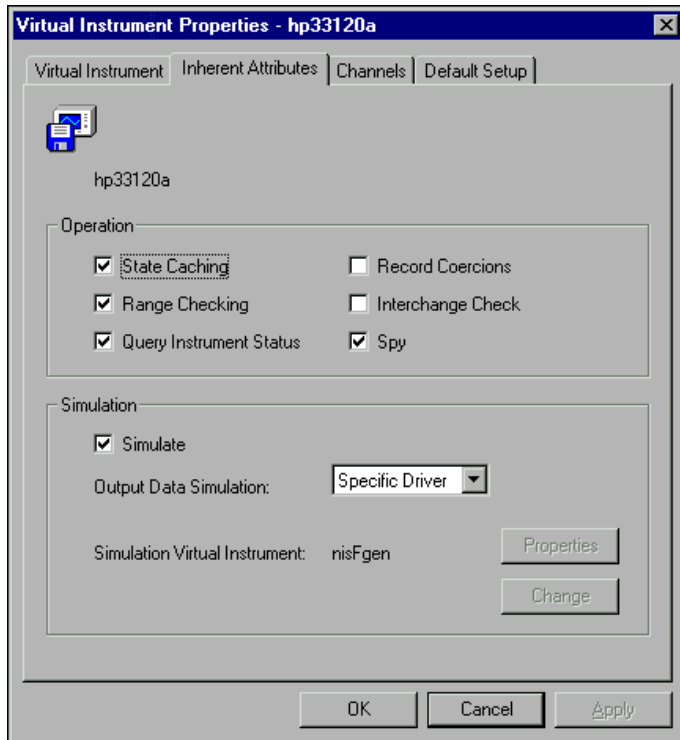 Virtual Instrument Properties - hp33120a
Virtual Instrument
Inherent Attributes
Channels
Default Setup
hp33120a
Operation
State Caching
Record Coercions
Range Checking
Interchange Check
Query Instrument Status
Spy
Simulation
Simulate
Output Data Simulation:
Specific Driver
Simulation Virtual Instrument:
nisFgen
Properties
Change
OK
Cancel
Apply